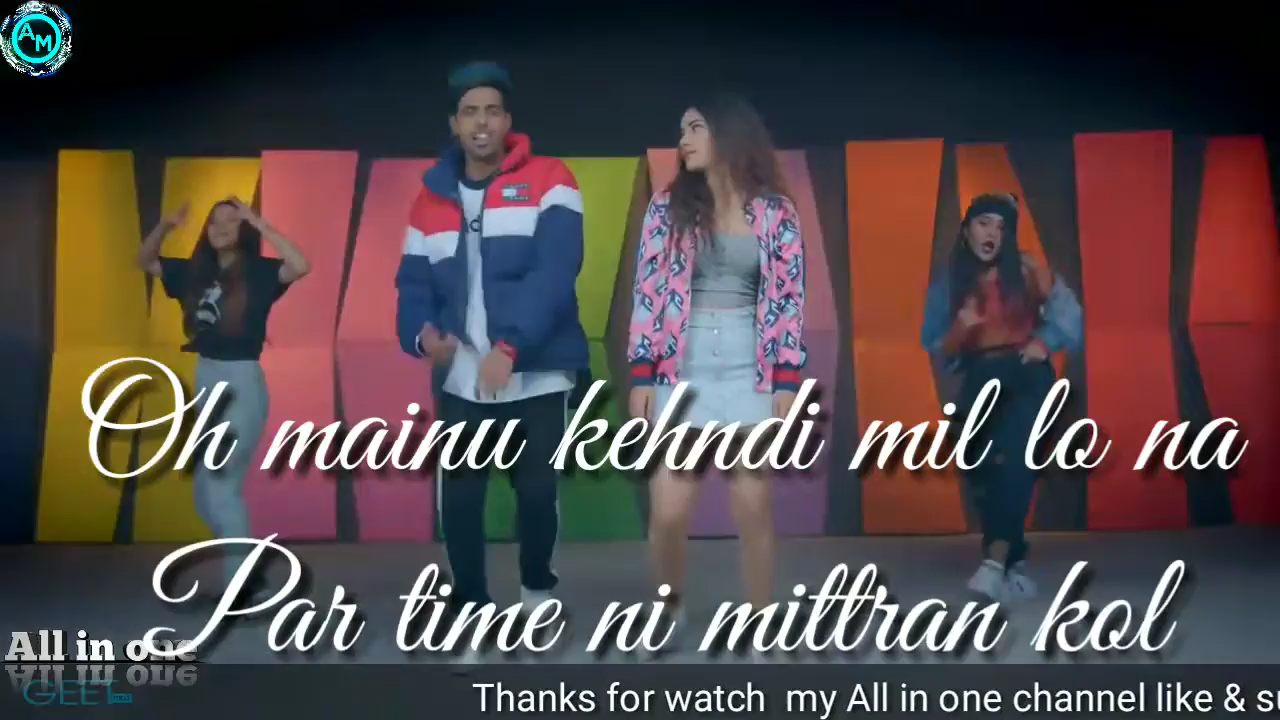 AM
Oh mainu kehndi mil lo na
Par time ni mittran kol
All in one
GEET
Thanks for watch my All in one channel like & su